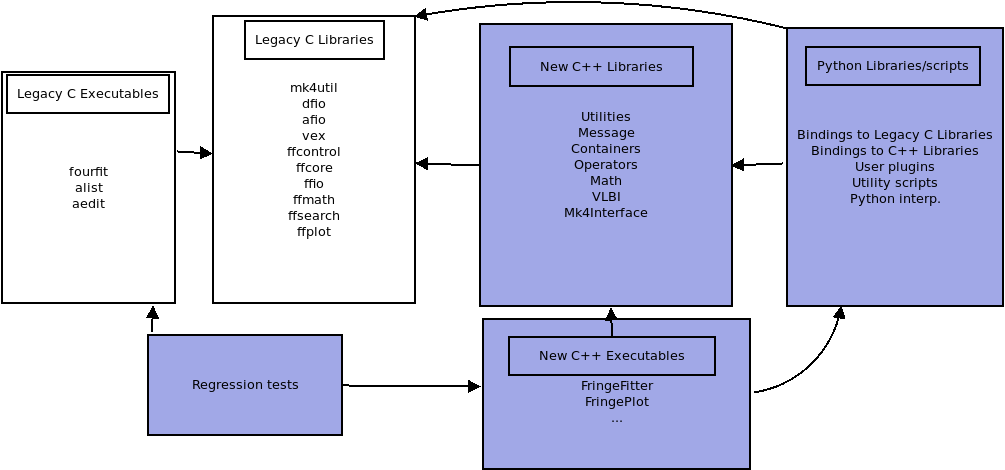 Legacy C Executables
fourfit
alist
aedit
Legacy C Libraries
mk4util
dfio
afio
vex
ffcontrol
ffcore
ffio
ffmath
ffsearch
ffplot
New C++ Libraries
Utilities
Message
Containers
Operators
Math
VLBI
Mk4Interface
Python Libraries/scripts
Bindings to Legacy C Libraries
Bindings to C++ Libraries
User plugins
Utility scripts
Python interp.
Regression tests
New C++ Executables
FringeFitter
FringePlot
...